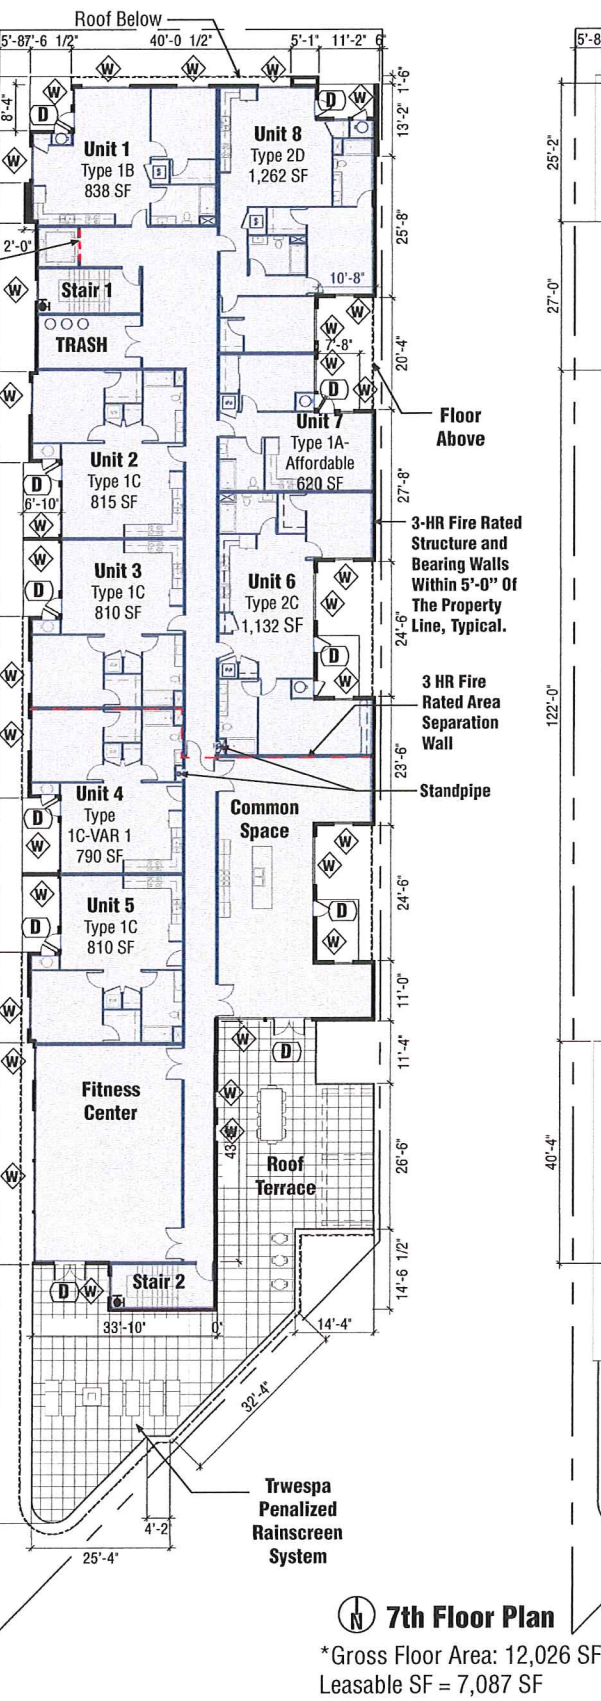 Roof Below
5'-8
7'-6 1/2"
40'-0 1/2"
5'-1"
11'-2"
6"
5'-8
W
W
W
8'-4"
W
D
D
W
1'-6"
13'-2"
Unit 1
Type 1B
838 SF
Unit 8
Type 2D
1,262 SF
W
25'-2"
2'-0"
25'-8"
10'-8"
W
Stair 1
27'-0"
W
W
7'-8"
TRASH
20'-4"
W
D
W
W
Floor
Above
Unit 7
Type 1A-
Affordable
620 SF
Unit 2
Type 1C
815 SF
D
6'-10"
W
27'-8"
3-HR Fire Rated
Structure and
Bearing Walls
Within 5'-0" Of
The Property
Line, Typical.
W
D
Unit 3
Type 1C
810 SF
Unit 6
Type 2C
1,132 SF
W
W
24'-6"
D
W
W
3 HR Fire
Rated Area
Separation
Wall
122'-0"
W
23'-6"
Standpipe
Unit 4
Type
1C-VAR 1
790 SF
D
W
Common
Space
W
W
24'-6"
D
W
W
D
Unit 5
Type 1C
810 SF
11'-0"
W
W
D
11'-4"
W
Fitness
Center
W
W
43
26'-6"
40'-4"
W
Roof
Terrace
14'-6 1/2"
Stair 2
D
W
33'-10"
0"
14'-4"
32'-4"
Trwespa
Penalized
Rainscreen
System
4'-2"
25'-4"
N
7th Floor Plan
*Gross Floor Area: 12,026 SF
Leasable SF = 7,087 SF